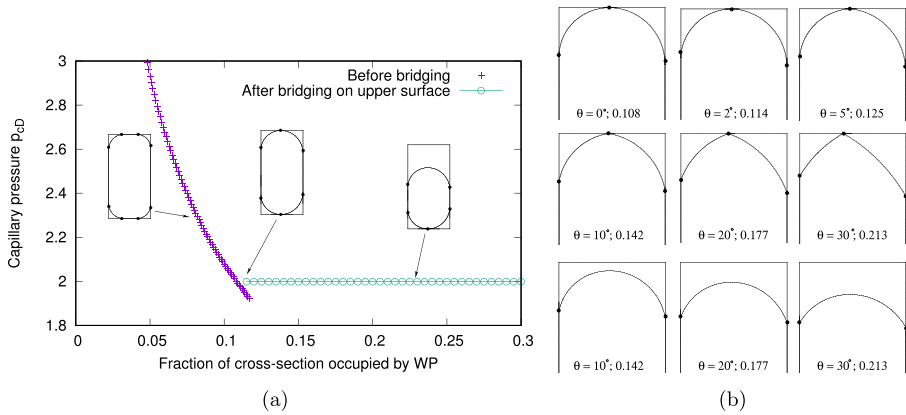 3
2.8
2.6
2.4
2.2
2
1.8
Capillary pressure p_cD
Before bridging
After bridging on upper surface
0
0.05
0.1
0.15
0.2
0.25
0.3
Fraction of cross-section occupied by WP
(a)
θ = 0°; 0.108
θ = 2°; 0.114
θ = 5°; 0.125
θ = 10°; 0.142
θ = 20°; 0.177
θ = 30°; 0.213
θ = 10°; 0.142
θ = 20°; 0.177
θ = 30°; 0.213
(b)